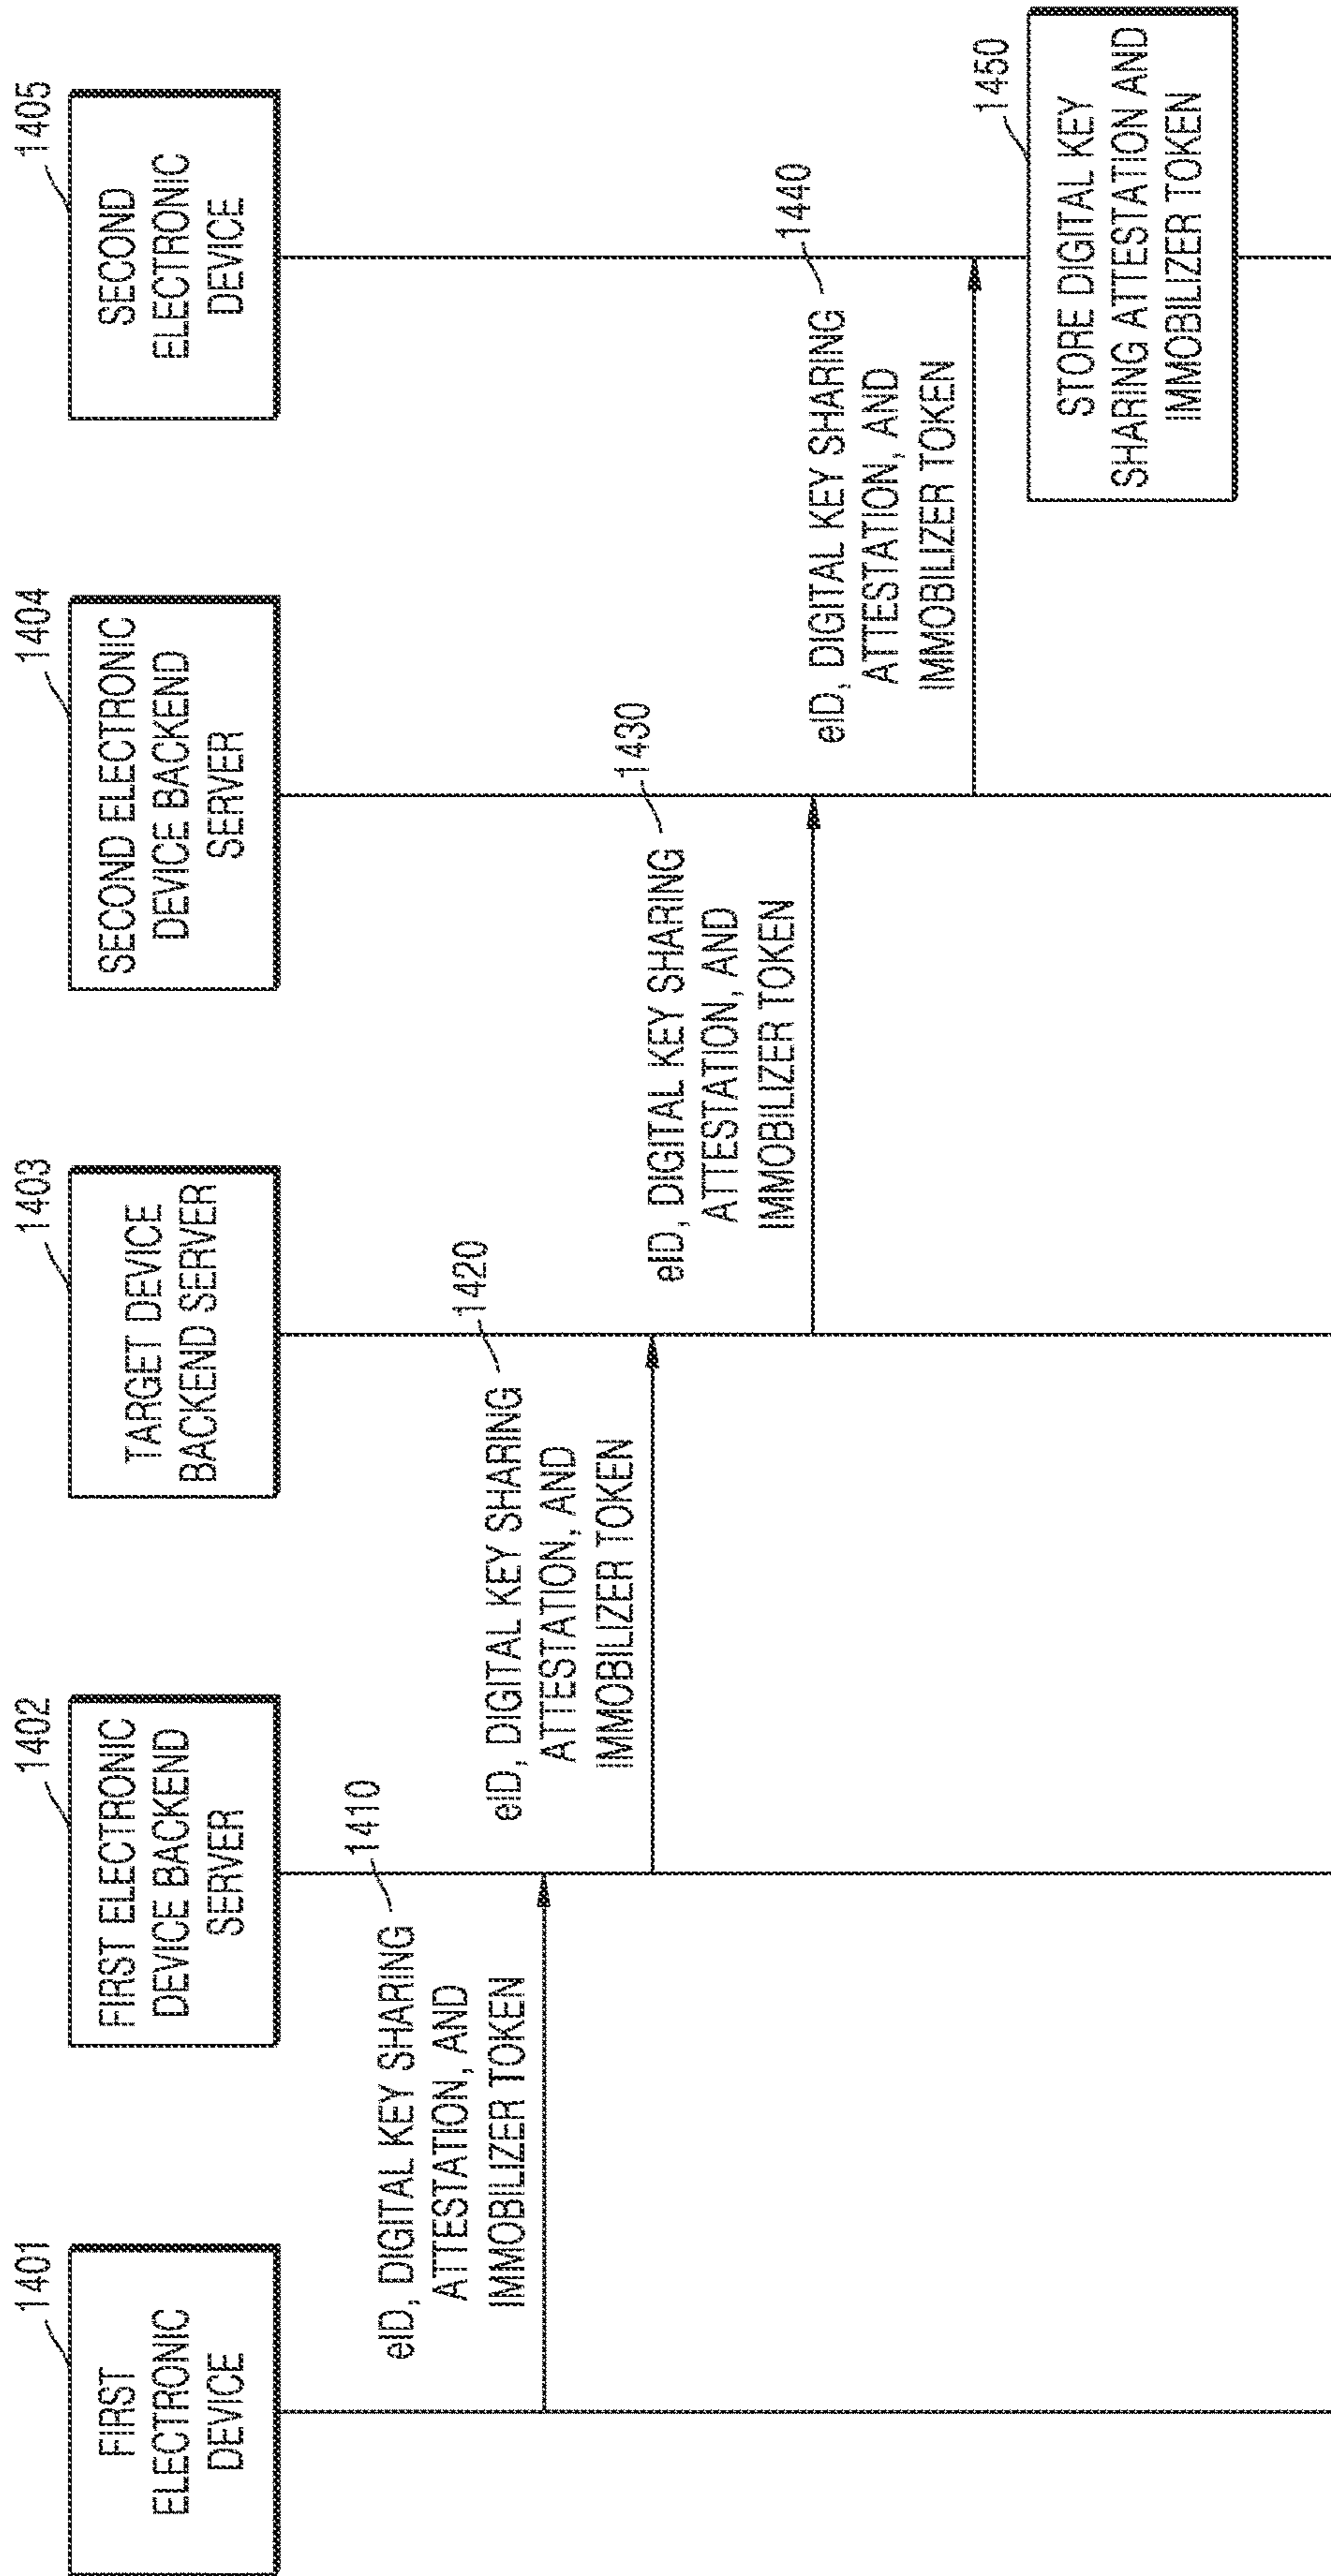 1401
FIRST
ELECTRONIC
DEVICE
1402
FIRST ELECTRONIC
DEVICE BACKEND
SERVER
1403
TARGET DEVICE
BACKEND SERVER
1404
SECOND ELECTRONIC
DEVICE BACKEND
SERVER
1405
SECOND
ELECTRONIC
DEVICE
1410
eID, DIGITAL KEY SHARING
ATTESTATION, AND
IMMOBILIZER TOKEN
1420
eID, DIGITAL KEY SHARING
ATTESTATION, AND
IMMOBILIZER TOKEN
1430
eID, DIGITAL KEY SHARING
ATTESTATION, AND
IMMOBILIZER TOKEN
1440
eID, DIGITAL KEY SHARING
ATTESTATION, AND
IMMOBILIZER TOKEN
1450
STORE DIGITAL KEY
SHARING ATTESTATION AND
IMMOBILIZER TOKEN